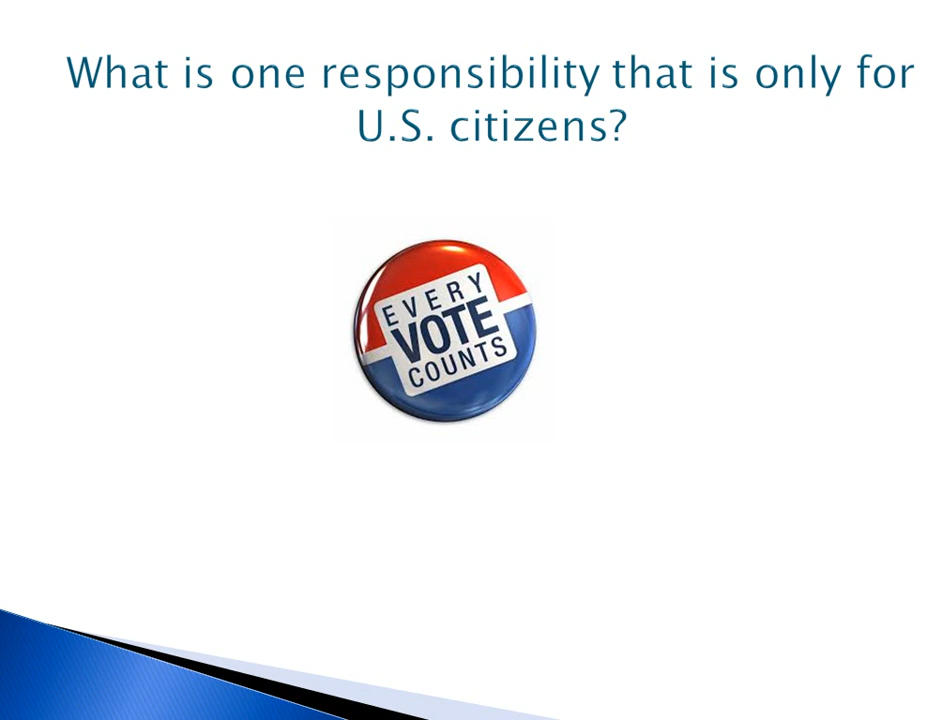 What is one responsibility that is only for
U.S. citizens?
EVERY
VOTE
COUNTS